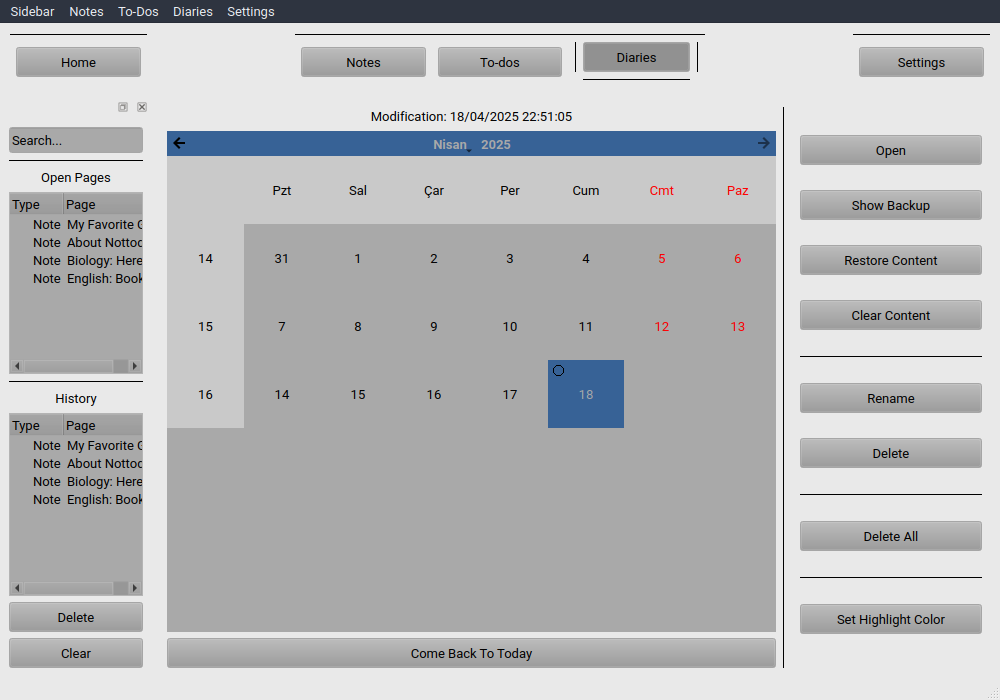 Sidebar Notes To-Dos Diaries Settings
Home Notes To-dos Diaries Settings
Search...
Open Pages
Type Page
Note My Favorite
Note About Nottod
Note Biology: Here
Note English: Book
History
Type Page
Note My Favorite
Note About Nottod
Note Biology: Here
Note English: Book
Delete
Clear
Modification: 18/04/2025 22:51:05
Nisan 2025
Pzt Sal Çar Per Cum Cmt Paz
14 31 1 2 3 4 5 6
15 7 8 9 10 11 12 13
16 14 15 16 17 18
Come Back To Today
Open
Show Backup
Restore Content
Clear Content
Rename
Delete
Delete All
Set Highlight Color